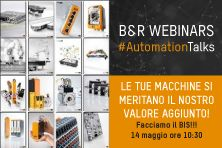 B&R WEBINARS
#AutomationTalks
LE TUE MACCHINE SI
MERITANO IL NOSTRO
VALORE AGGIUNTO!
Facciamo il BIS!!!
14 maggio ore 10:30